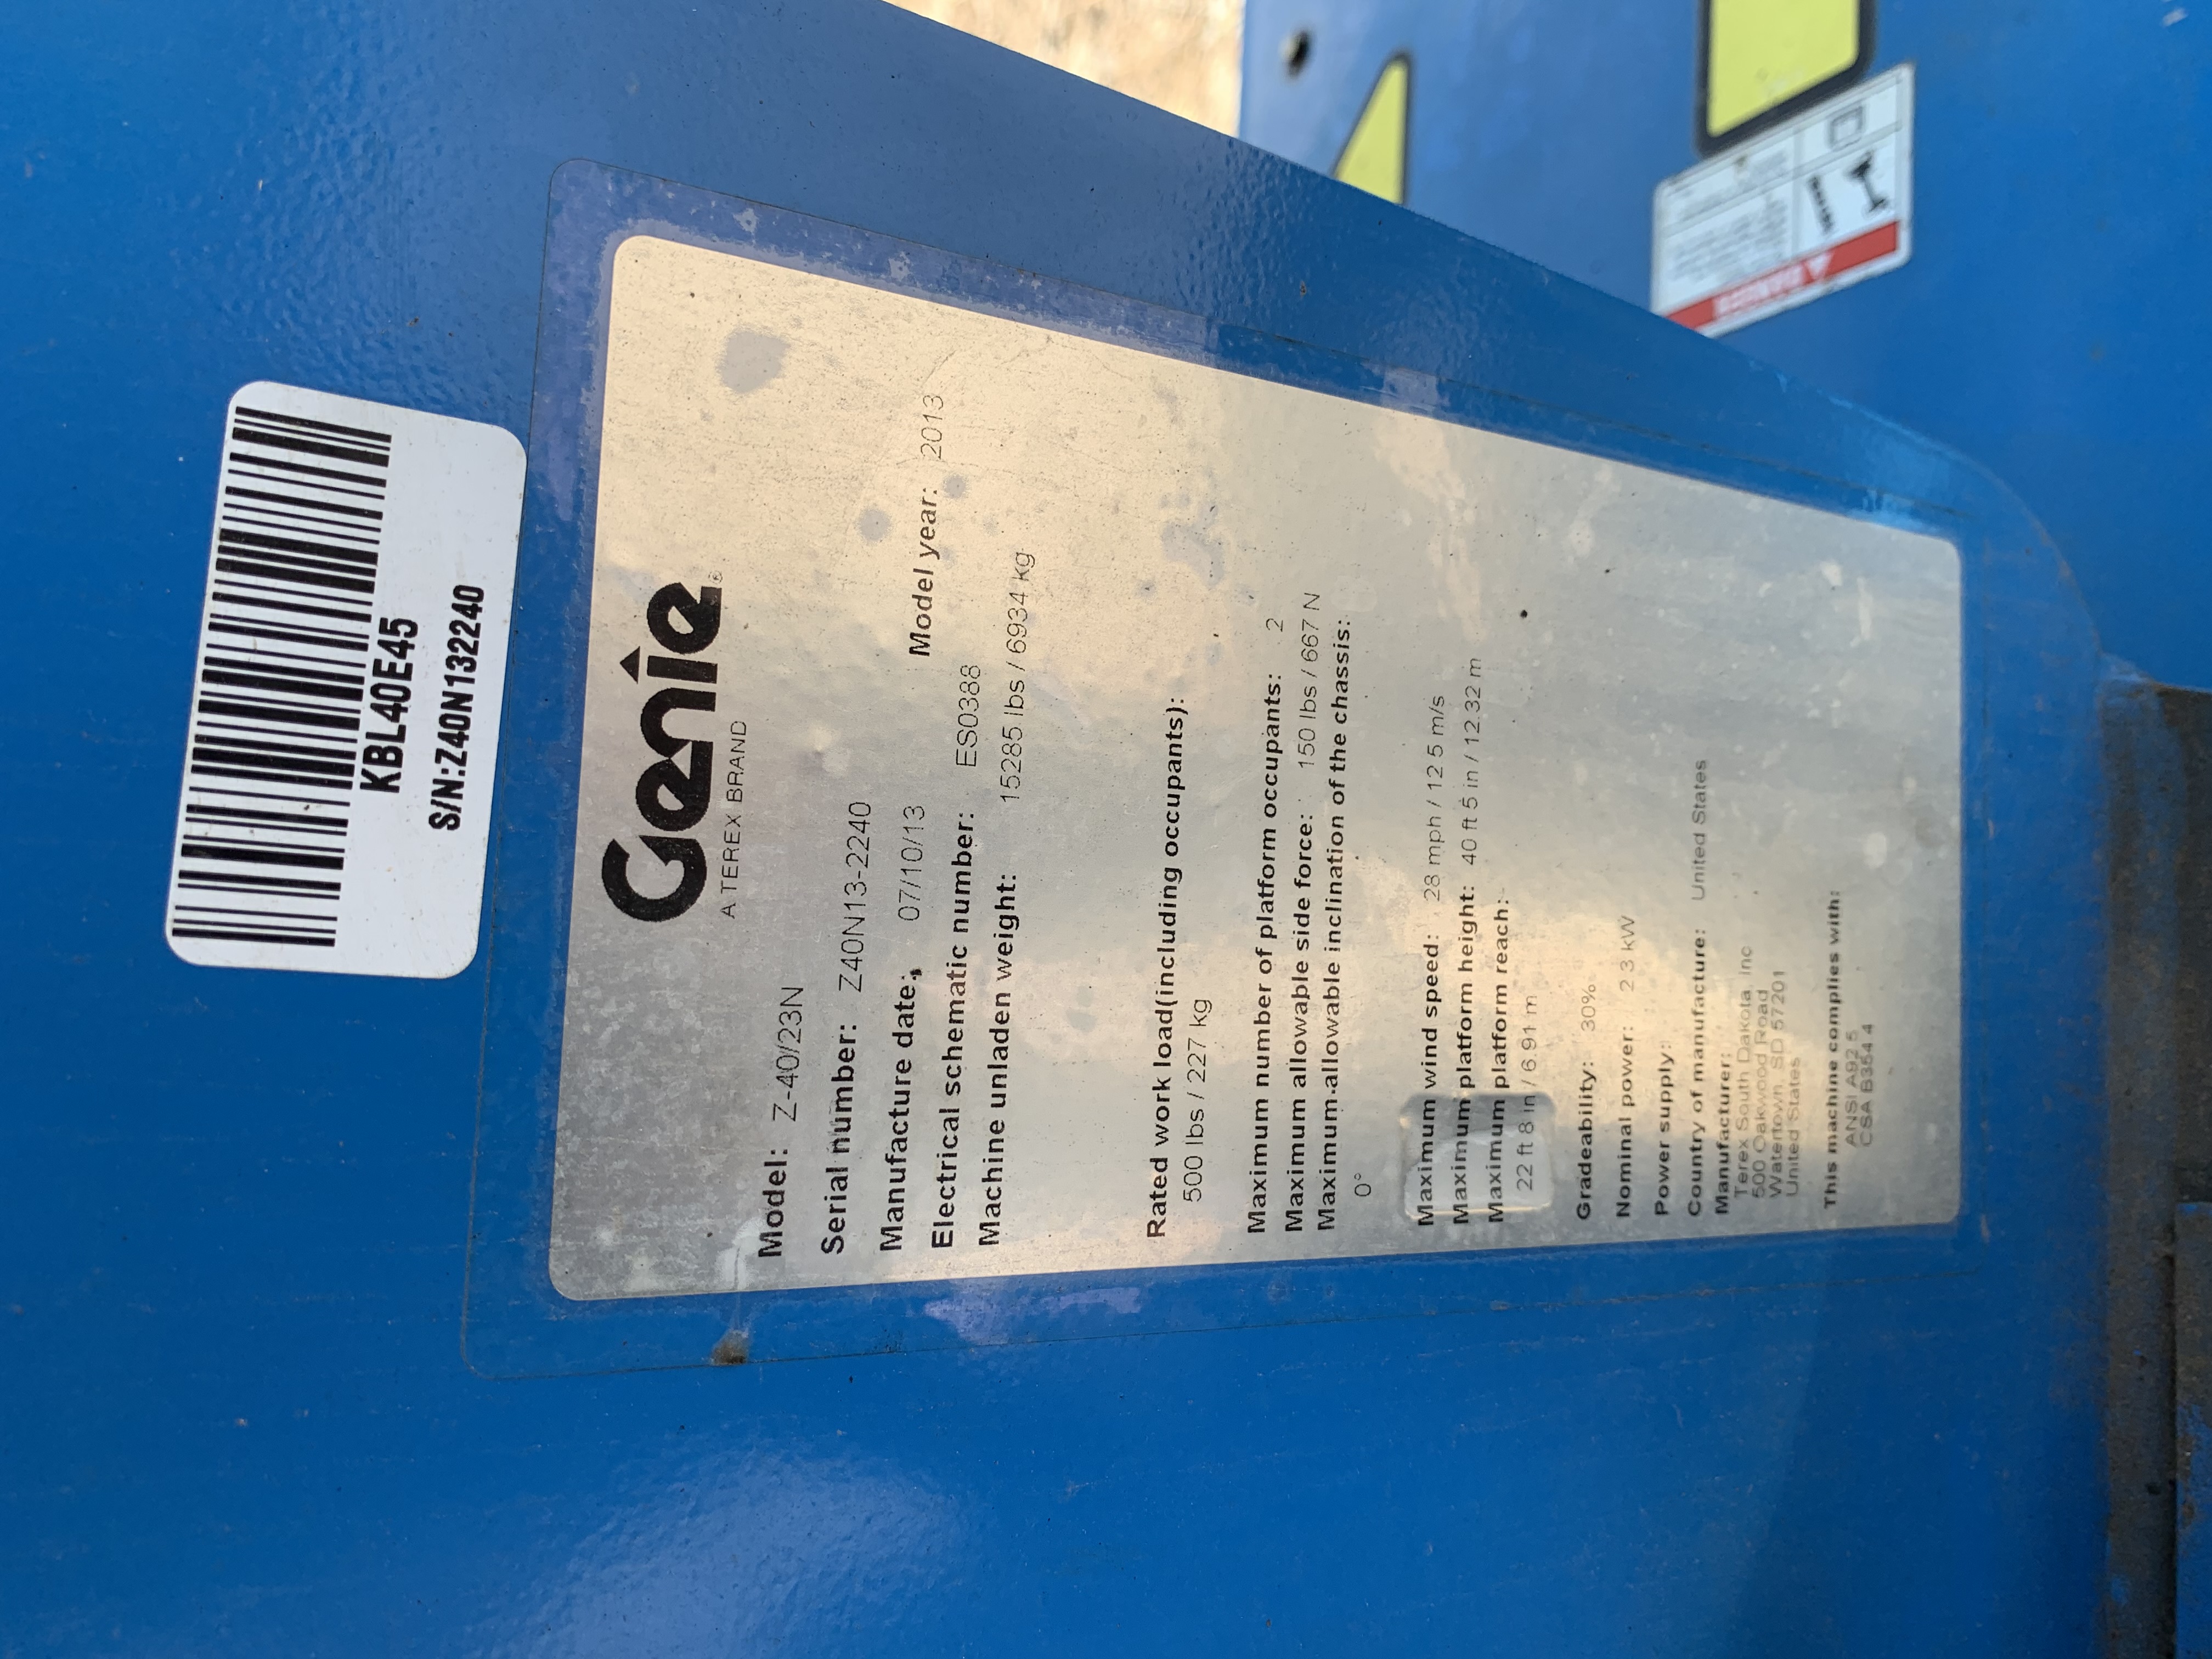 KBL40E45
S/N:Z40N132240
Genie®
A TEREX BRAND
Model: Z-40/23N
Serial number: Z40N13-2240
Manufacture date: 07/10/13 Model year: 2013
Electrical schematic number: ES0388
Machine unladen weight: 15285 lbs / 6934 kg
Rated work load(including occupants):
500 lbs / 227 kg
Maximum number of platform occupants: 2
Maximum allowable side force: 150 lbs / 667 N
Maximum allowable inclination of the chassis:
0°
Maximum wind speed: 28 mph / 12.5 m/s
Maximum platform height: 40 ft 5 in / 12.32 m
Maximum platform reach:
22 ft 8 in / 6.91 m
Gradeability: 30%
Nominal power: 2.3 kW
Power supply:
Country of manufacture: United States
Manufacturer:
Terex South Dakota, Inc
500 Oakwood Road
Watertown, SD 57201
United States
This machine complies with:
ANSI A92.5
CSA B354.4
DANGER